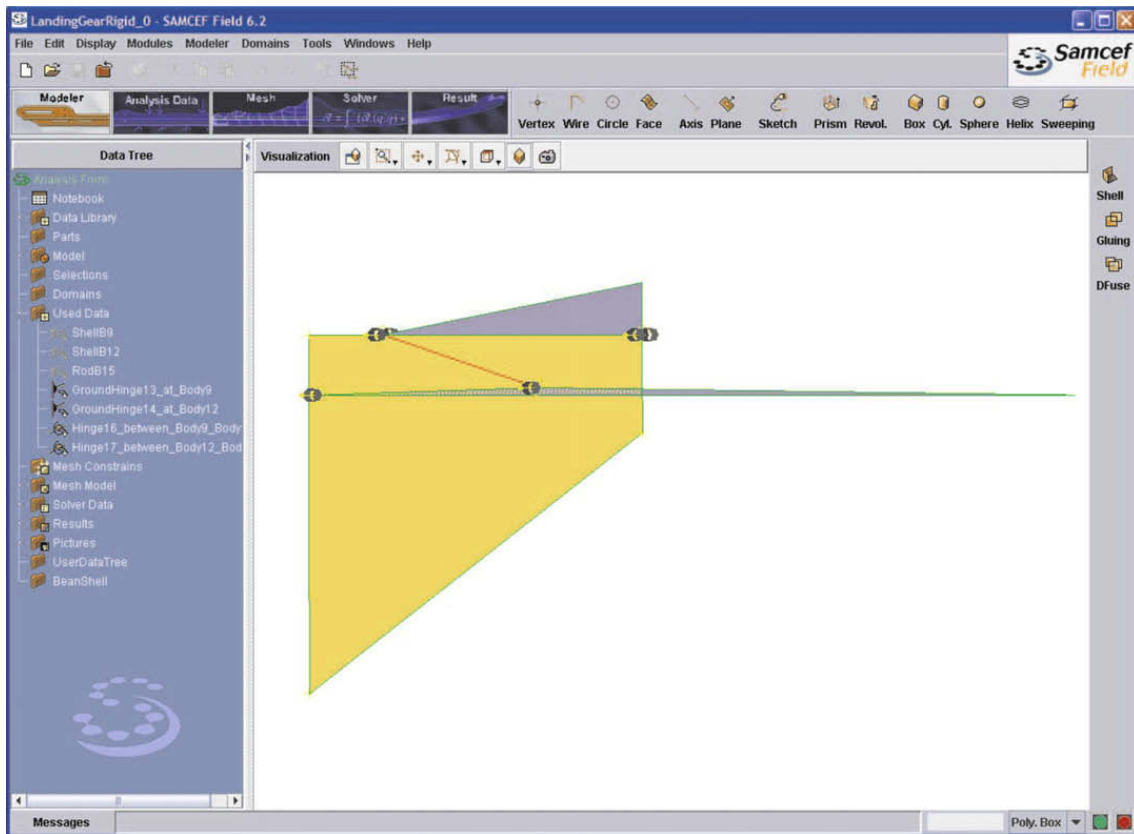 LandingGearRigid_0 - SAMCEF Field 6.2
File Edit Display Modules Modeler Domains Tools Windows Help
Samcef
Field
Modeler Analysis Data Mesh Solver Result
Vertex Wire Circle Face Axis Plane Sketch Prism Revol. Box Cyl. Sphere Helix Sweeping
Data Tree
Visualization
Analysis Form
Notebook
Data Library
Parts
Model
Selections
Domains
Used Data
ShellB9
ShellB12
RodB15
GroundHinge13_at_Body9
GroundHinge14_at_Body12
Hinge16_between_Body9_Body
Hinge17_between_Body12_Bod
Mesh Constrains
Mesh Model
Solver Data
Results
Pictures
UserDataTree
BeanShell
Shell
Gluing
DFuse
Messages
Poly. Box